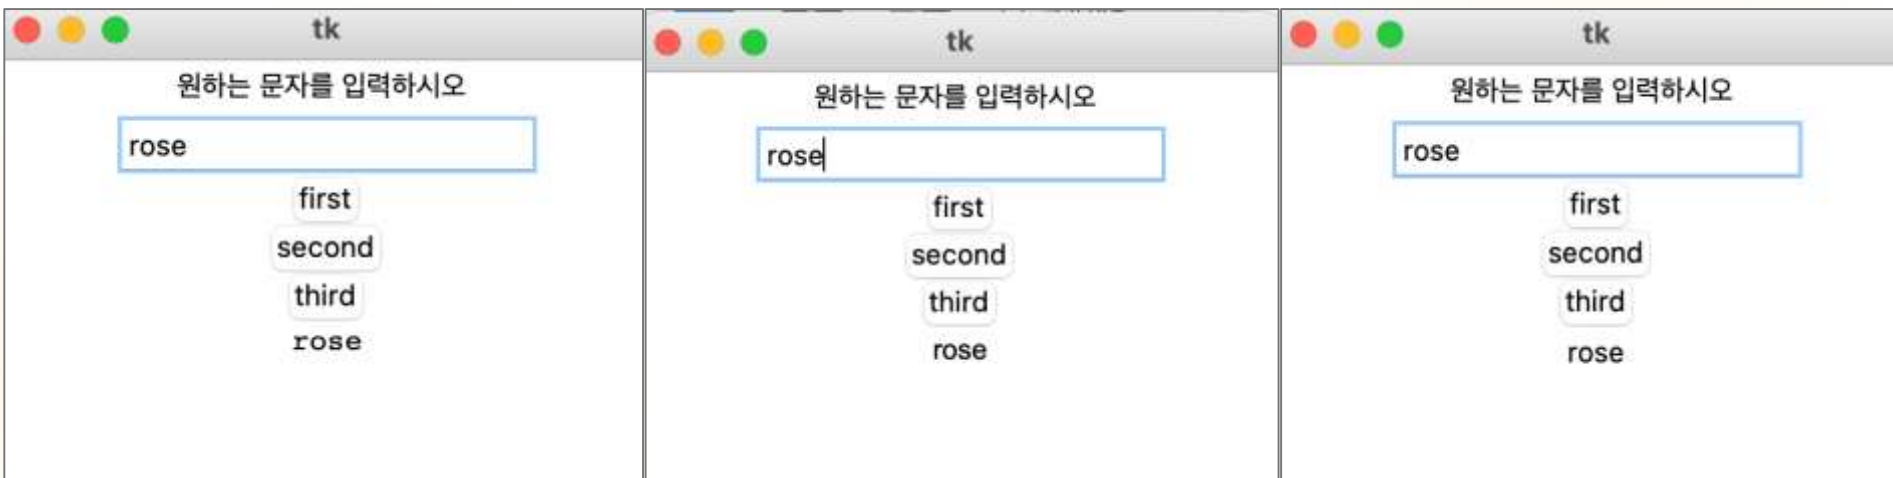 tk
원하는 문자를 입력하시오
rose
first
second
third
rose
tk
원하는 문자를 입력하시오
rose
first
second
third
rose
tk
원하는 문자를 입력하시오
rose
first
second
third
rose